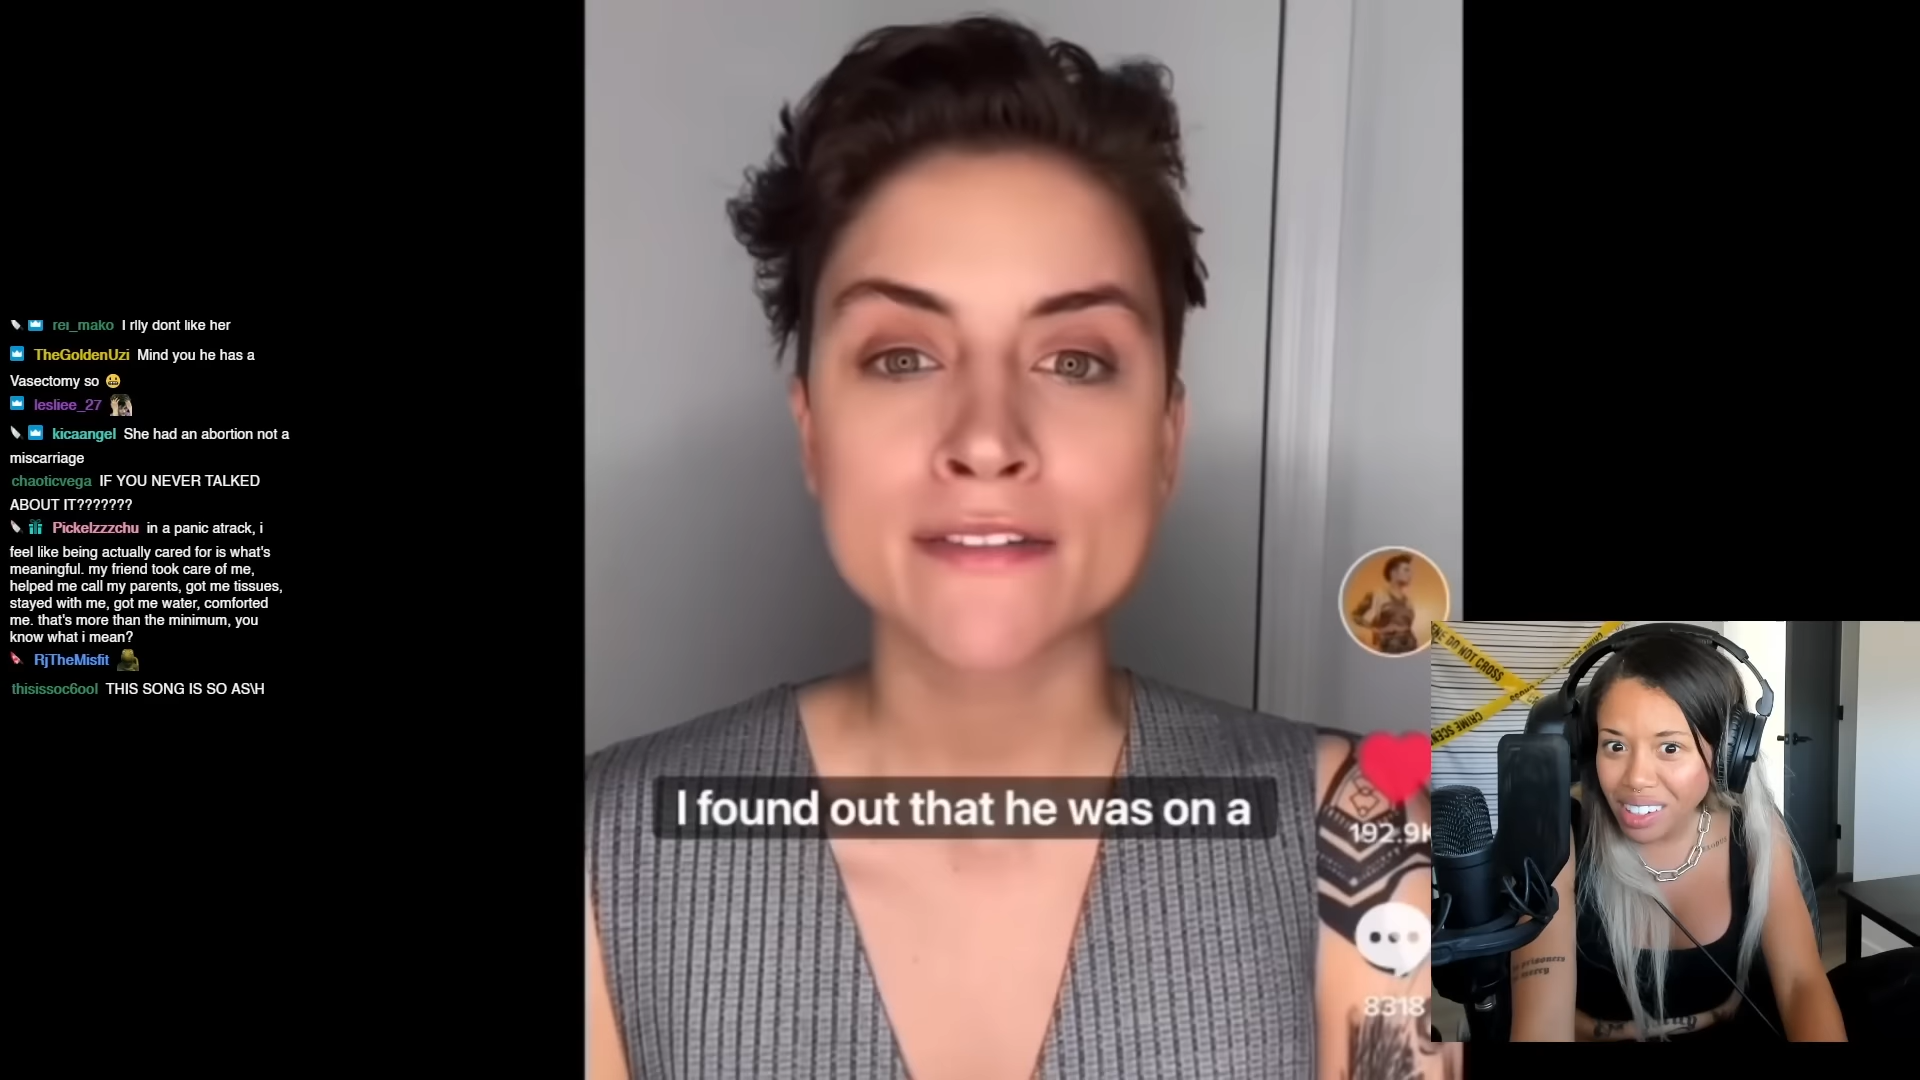 rei_mako I rlly dont like her
TheGoldenUzi Mind you he has a
Vasectomy so
lesliee_27
kicaangel She had an abortion not a
miscarriage
chaoticvega IF YOU NEVER TALKED
ABOUT IT???????
Pickelzzzchu in a panic atrack, i
feel like being actually cared for is what's
meaningful. my friend took care of me,
helped me call my parents, got me tissues,
stayed with me, got me water, comforted
me. that's more than the minimum, you
know what i mean?
RjTheMisfit
thisissoc6ool THIS SONG IS SO AS\H
I found out that he was on a
192.9K
8318
ENE DO NOT CROSS
CROSS
CRIME SCENE
prisoners
mercy